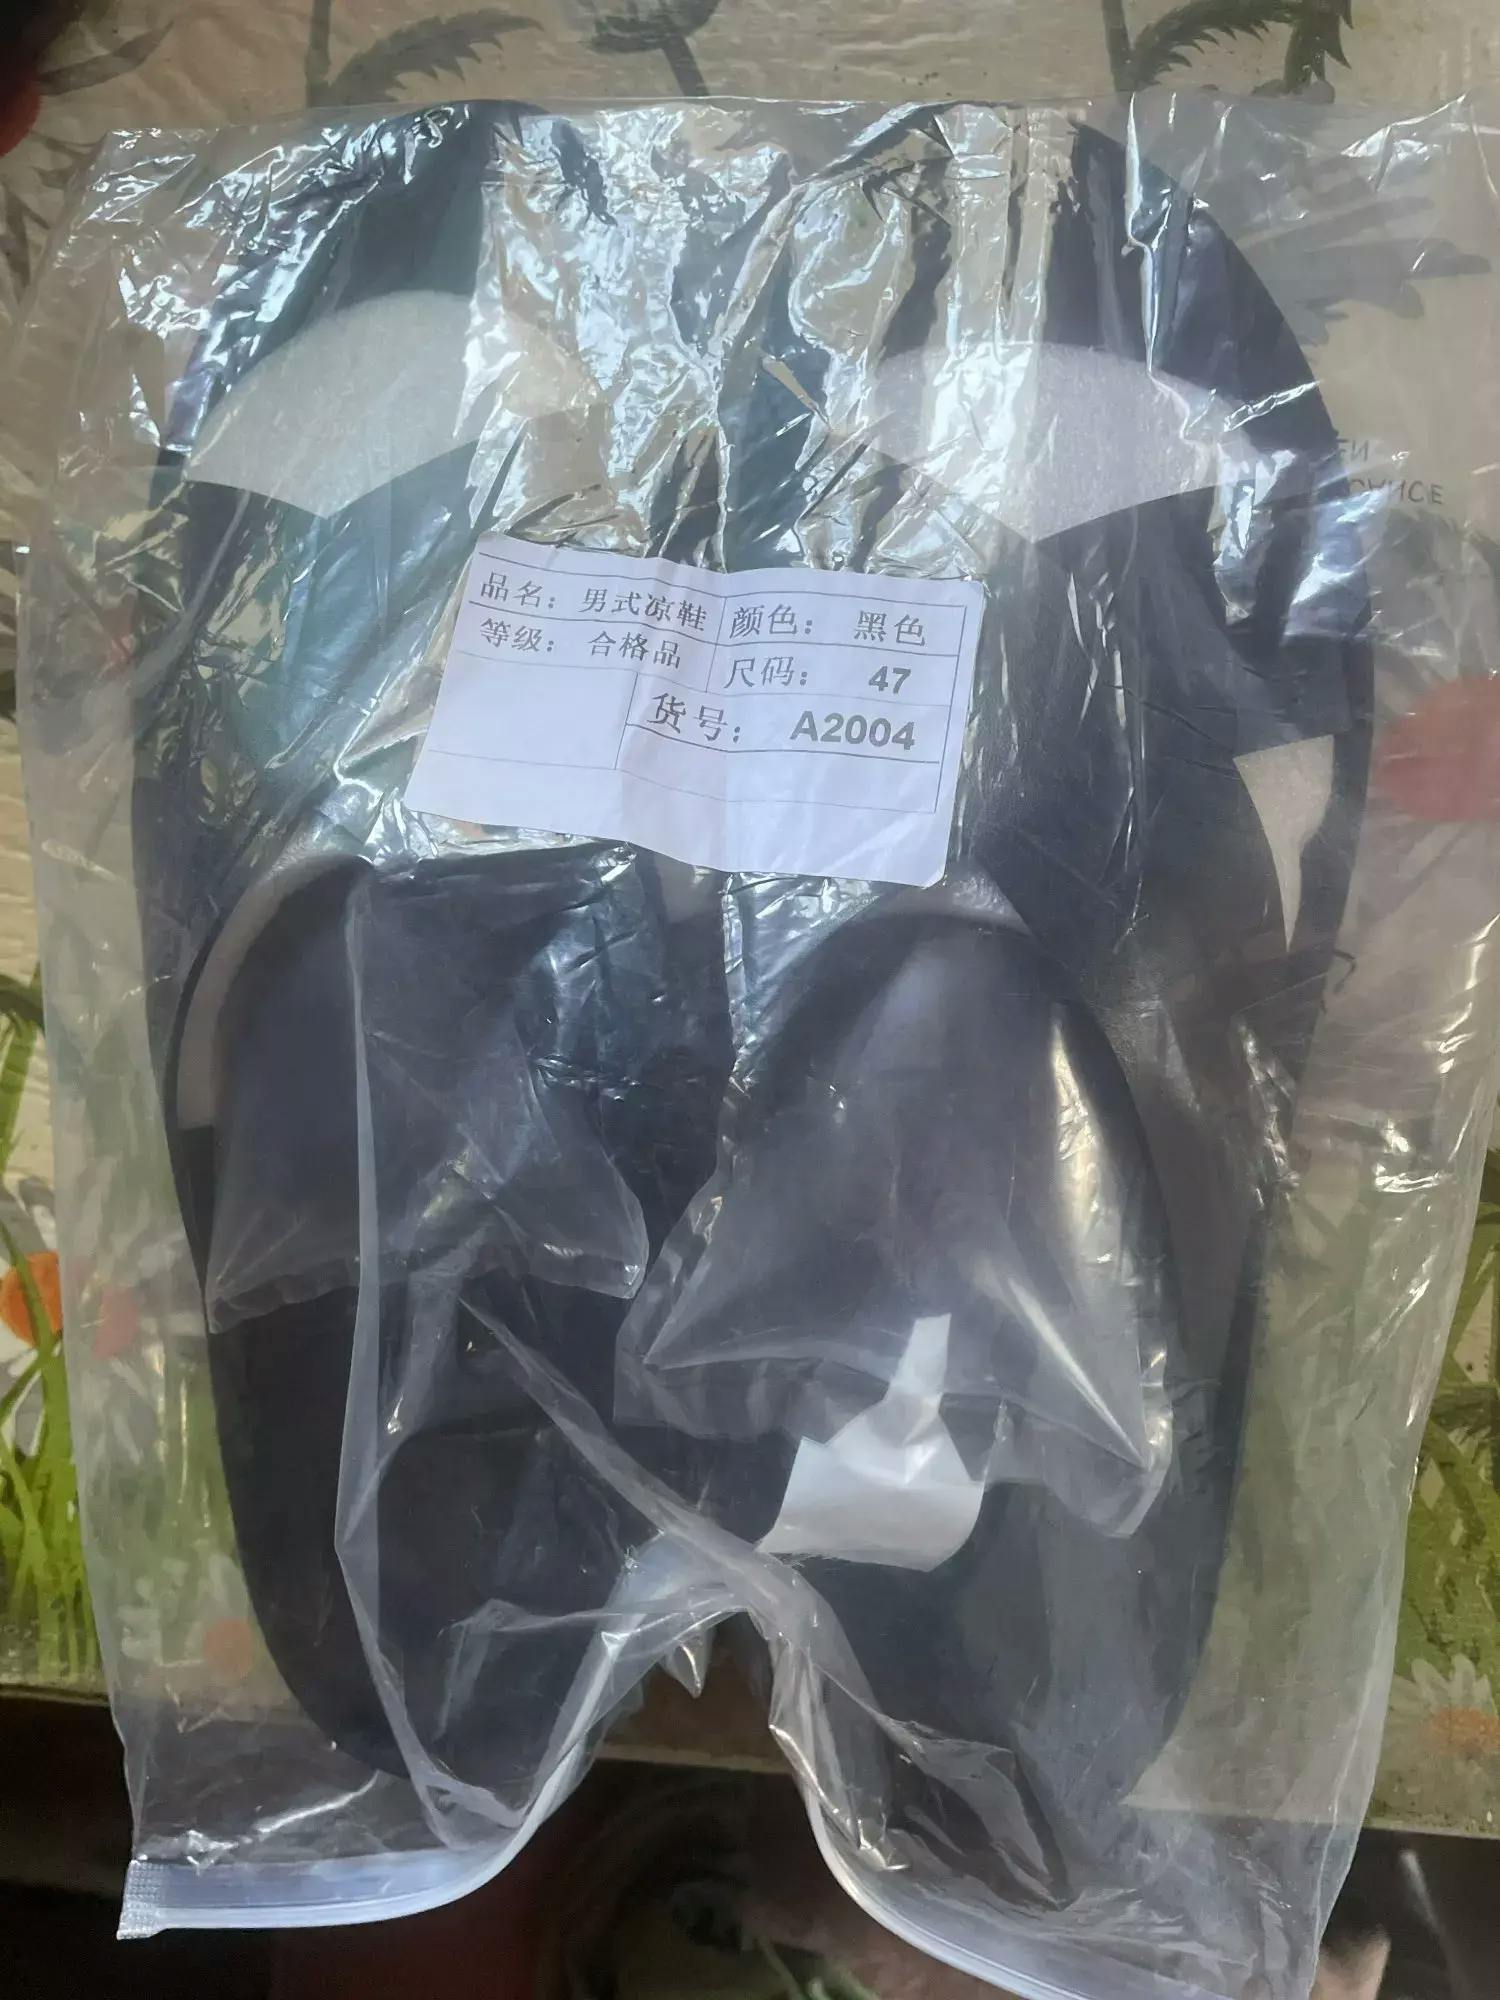 品名：男式凉鞋 颜色：黑色
等级：合格品 尺码：47
货号：A2004